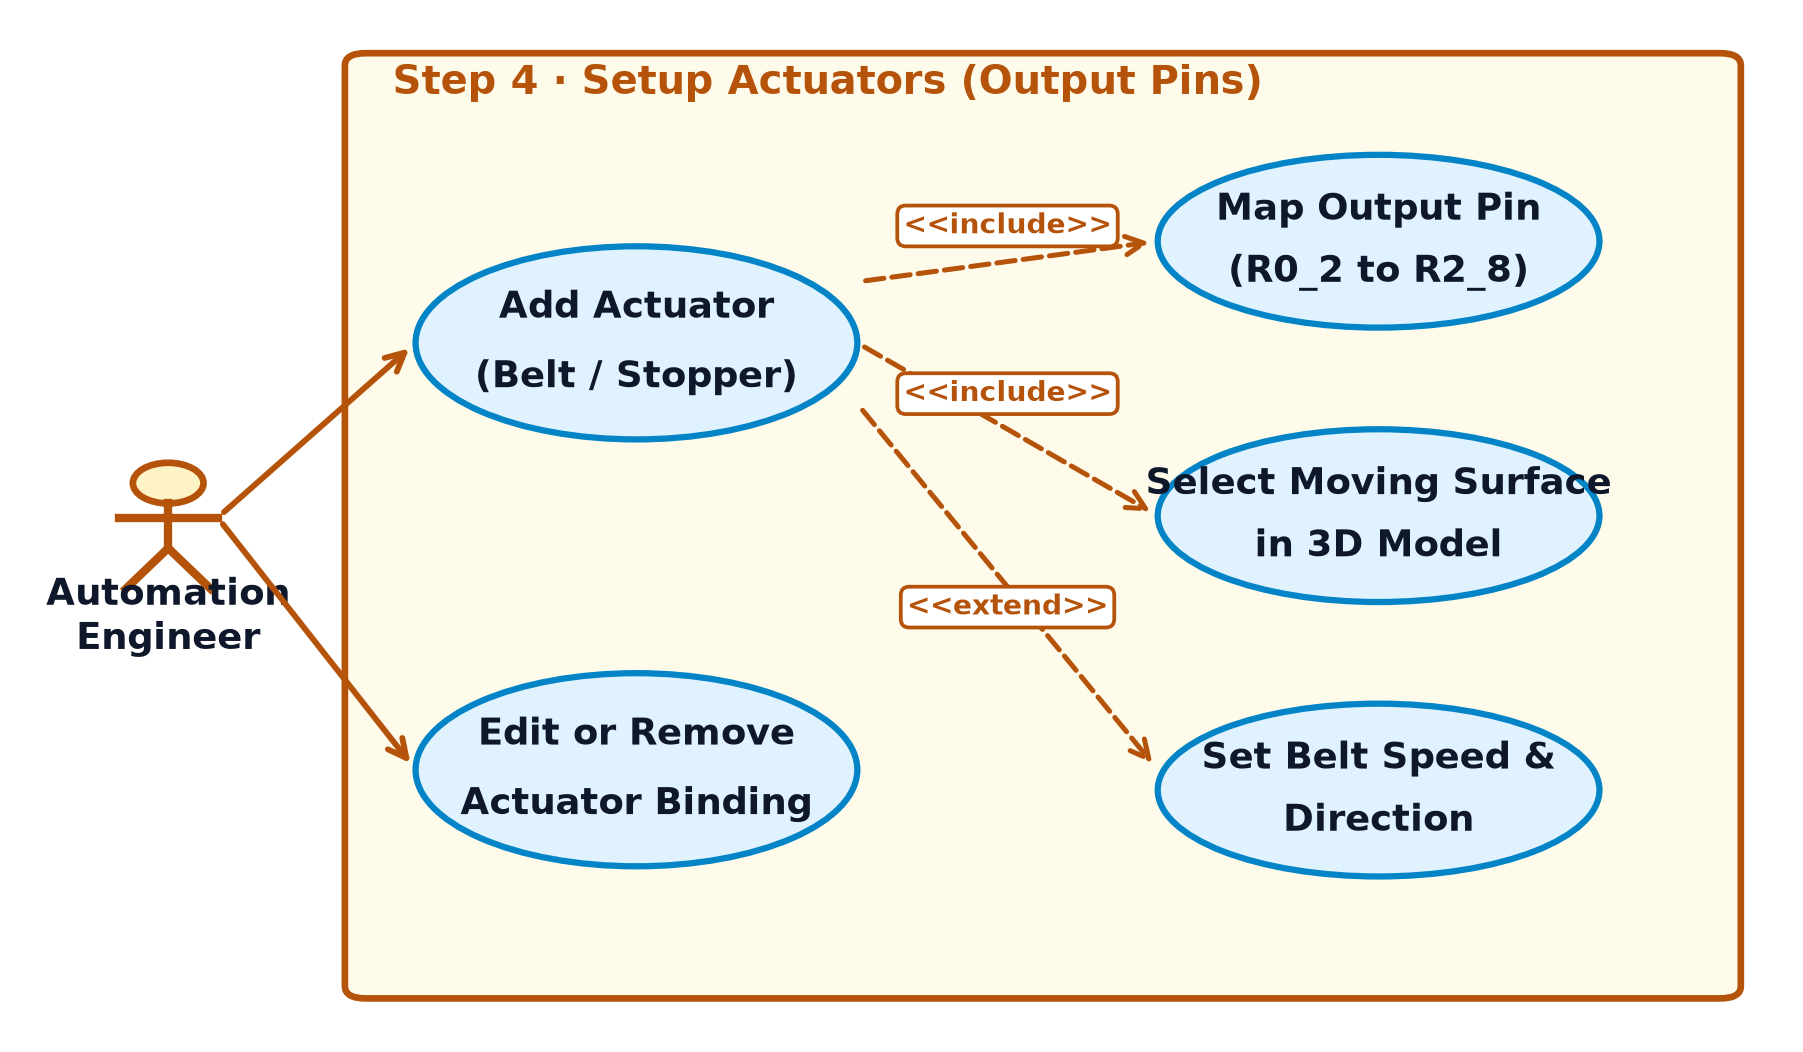 Step 4 · Setup Actuators (Output Pins)
Map Output Pin
(R0_2 to R2_8)
<<include>>
Add Actuator
(Belt / Stopper)
<<include>>
Select Moving Surface
in 3D Model
Automation
Engineer
<<extend>>
Edit or Remove
Actuator Binding
Set Belt Speed &
Direction